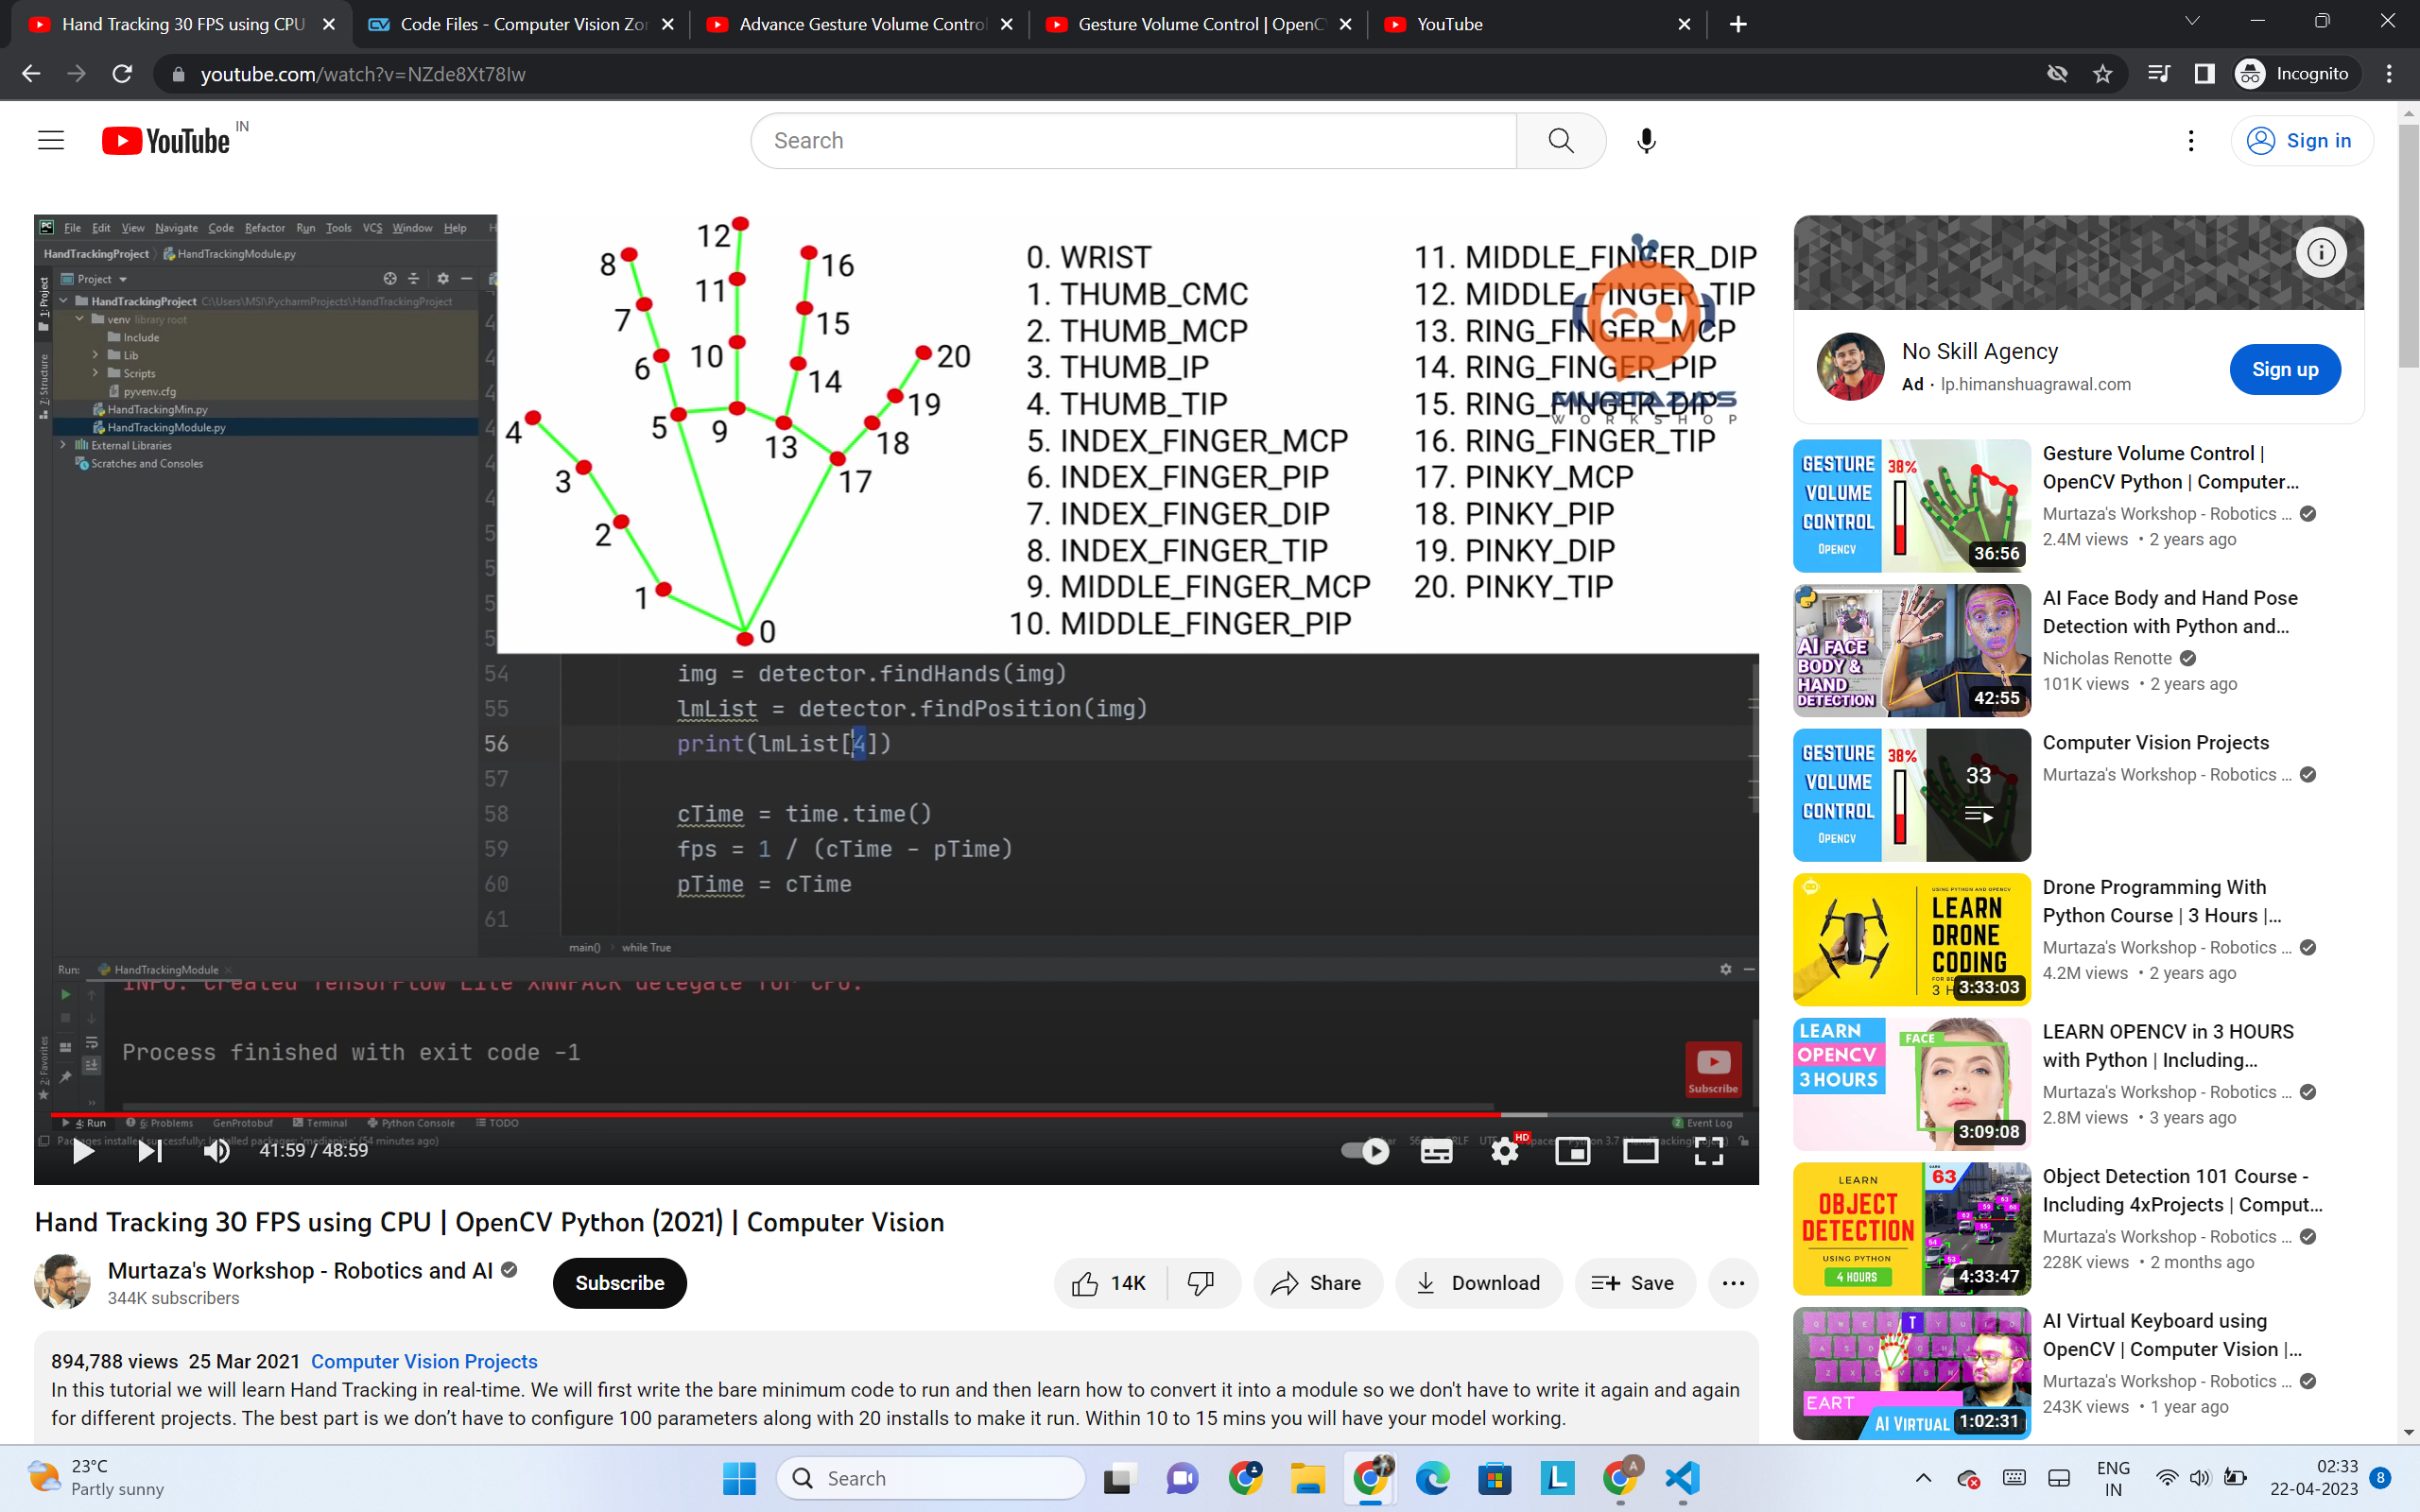 Hand Tracking 30 FPS using CPU
Code Files - Computer Vision Zo
Advance Gesture Volume Control
Gesture Volume Control | OpenC
YouTube
youtube.com/watch?v=NZde8Xt78Iw
Incognito
YouTube IN
Search
Sign in
PC File Edit View Navigate Code Refactor Run Tools VCS Window Help H
HandTrackingProject HandTrackingModule.py
Project
1: Project
HandTrackingProject C:\Users\MSI\PycharmProjects\HandTrackingProject
venv library root
Include
Lib
Scripts
pyvenv.cfg
HandTrackingMin.py
HandTrackingModule.py
External Libraries
Scratches and Consoles
Z: Structure
12
8
16
11
7
15
6
10
14
20
19
4
5
9
13
18
3
17
2
1
0
0. WRIST
1. THUMB_CMC
2. THUMB_MCP
3. THUMB_IP
4. THUMB_TIP
5. INDEX_FINGER_MCP
6. INDEX_FINGER_PIP
7. INDEX_FINGER_DIP
8. INDEX_FINGER_TIP
9. MIDDLE_FINGER_MCP
10. MIDDLE_FINGER_PIP
11. MIDDLE_FINGER_DIP
12. MIDDLE_FINGER_TIP
13. RING_FINGER_MCP
14. RING_FINGER_PIP
15. RING_FINGER_DIP
16. RING_FINGER_TIP
17. PINKY_MCP
18. PINKY_PIP
19. PINKY_DIP
20. PINKY_TIP
MURTAZA'S
WORKSHOP
54 img = detector.findHands(img)
55 lmList = detector.findPosition(img)
56 print(lmList[4])
57
58 cTime = time.time()
59 fps = 1 / (cTime - pTime)
60 pTime = cTime
61
main() while True
Run: HandTrackingModule
INFO: Created TensorFlow Lite XNNPACK delegate for CPU.
Process finished with exit code -1
2: Favorites
Subscribe
4: Run 6: Problems GenProtobuf Terminal Python Console TODO
2 Event Log
41:59 / 48:59
HD
Hand Tracking 30 FPS using CPU | OpenCV Python (2021) | Computer Vision
Murtaza's Workshop - Robotics and AI
344K subscribers
Subscribe
14K
Share
Download
Save
894,788 views 25 Mar 2021 Computer Vision Projects
In this tutorial we will learn Hand Tracking in real-time. We will first write the bare minimum code to run and then learn how to convert it into a module so we don't have to write it again and again
for different projects. The best part is we don't have to configure 100 parameters along with 20 installs to make it run. Within 10 to 15 mins you will have your model working.
No Skill Agency
Ad · lp.himanshuagrawal.com
Sign up
GESTURE
VOLUME
CONTROL
OPENCV
38%
36:56
Gesture Volume Control |
OpenCV Python | Computer...
Murtaza's Workshop - Robotics ...
2.4M views • 2 years ago
AI FACE
BODY &
HAND
DETECTION
42:55
AI Face Body and Hand Pose
Detection with Python and...
Nicholas Renotte
101K views • 2 years ago
GESTURE
VOLUME
CONTROL
OPENCV
38%
33
Computer Vision Projects
Murtaza's Workshop - Robotics ...
USING PYTHON AND OPENCV
LEARN
DRONE
CODING
3 H
3:33:03
Drone Programming With
Python Course | 3 Hours |...
Murtaza's Workshop - Robotics ...
4.2M views • 2 years ago
LEARN
OPENCV
3 HOURS
FACE
3:09:08
LEARN OPENCV in 3 HOURS
with Python | Including...
Murtaza's Workshop - Robotics ...
2.8M views • 3 years ago
LEARN
OBJECT
DETECTION
USING PYTHON
4 HOURS
63
4:33:47
Object Detection 101 Course -
Including 4xProjects | Comput...
Murtaza's Workshop - Robotics ...
228K views • 2 months ago
EART
AI VIRTUAL
1:02:31
AI Virtual Keyboard using
OpenCV | Computer Vision |...
Murtaza's Workshop - Robotics ...
243K views • 1 year ago
23°C
Partly sunny
Search
ENG
IN
02:33
22-04-2023
8